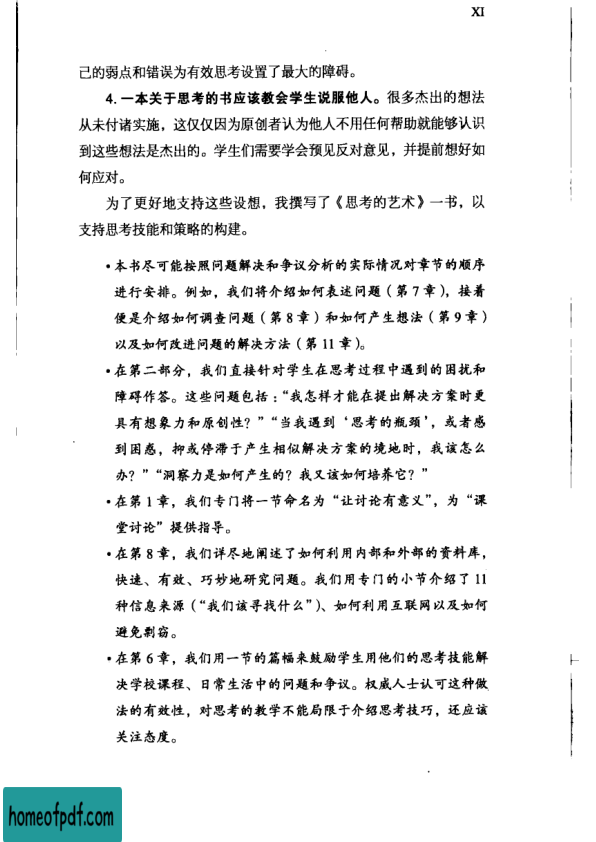 XI
己的弱点和错误为有效思考设置了最大的障碍。
4.一本关于思考的书应该教会学生说服他人。很多杰出的想法
从未付诸实施，这仅仅因为原创者认为他人不用任何帮助就能够认识
到这些想法是杰出的。学生们需要学会预见反对意见，并提前想好如
何应对。
为了更好地支持这些设想，我撰写了《思考的艺术》一书，以
支持思考技能和策略的构建。
·本书尽可能按照问题解决和争议分析的实际情况对章节的顺序
进行安排。例如，我们将介绍如何表述问题（第7章），接着
便是介绍如何调查问题（第8章）和如何产生想法（第9章）
以及如何改进问题的解决方法（第11章）。
·在第二部分，我们直接针对学生在思考过程中遇到的困扰和
障碍作答。这些问题包括：“我怎样才能在提出解决方案时更
具有想象力和原创性？”“当我遇到‘思考的瓶颈’，或者感
到困惑，抑或停滞于产生相似解决方案的境地时，我该怎么
办？”“洞察力是如何产生的？我又该如何培养它？”
·在第1章，我们专门将一节命名为“让讨论有意义”，为“课
堂讨论”提供指导。
·在第8章，我们详尽地阐述了如何利用内部和外部的资料库，
快速、有效、巧妙地研究问题。我们用专门的小节介绍了11
种信息来源（“我们该寻找什么”）、如何利用互联网以及如何
避免剽窃。
·在第6章，我们用一节的篇幅来鼓励学生用他们的思考技能解
决学校课程、日常生活中的问题和争议。权威人士认可这种做
法的有效性，对思考的教学不能局限于介绍思考技巧，还应该
关注态度。
homeofpdf.com